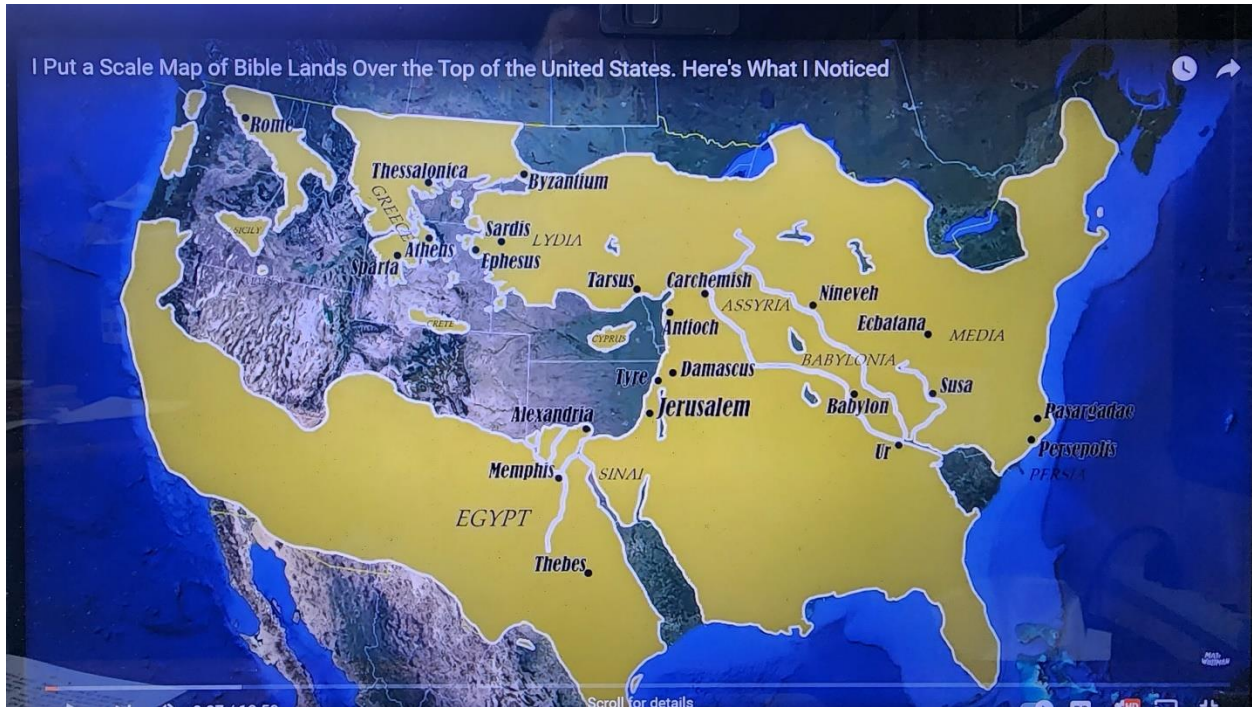 I Put a Scale Map of Bible Lands Over the Top of the United States. Here's What I Noticed
Rome
Thessalonica
Byzantium
GREECE
SICILY
Sardis
LYDIA
Athens
Ephesus
Sparta
Tarsus
Carchemish
Nineveh
ASSYRIA
CRETE
CYPRUS
Antioch
Ecbatana
MEDIA
BABYLONIA
Tyre
Damascus
Susa
Jerusalem
Babylon
Alexandria
Pasargadae
Ur
Persepolis
Memphis
SINAI
PERSIA
EGYPT
Thebes
Scroll for details
HD